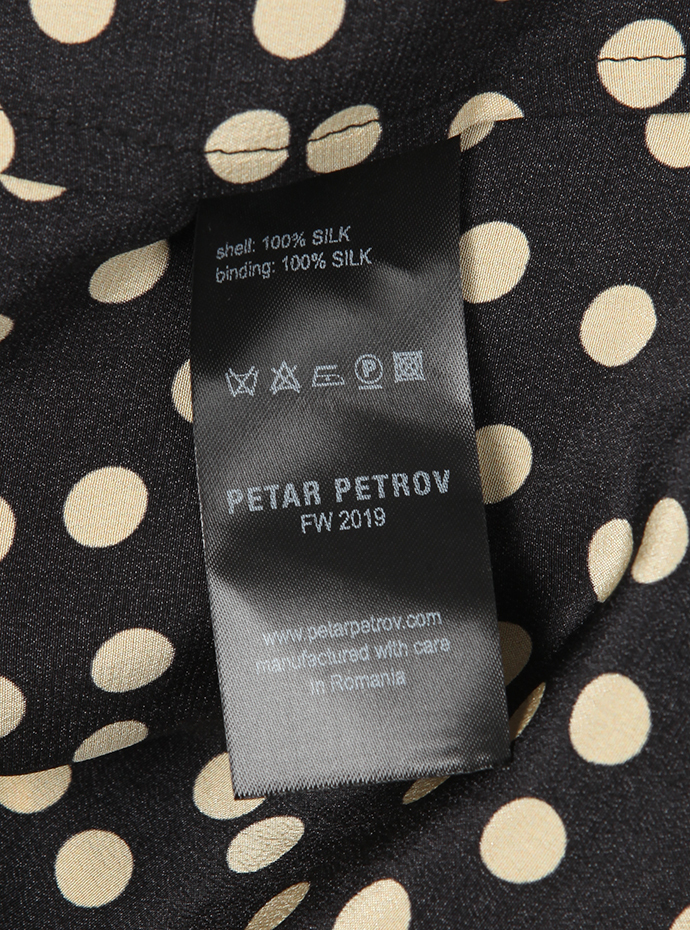 shell: 100% SILK
binding: 100% SILK
P
PETAR PETROV
FW 2019
www.petarpetrov.com
manufactured with care
in Romania